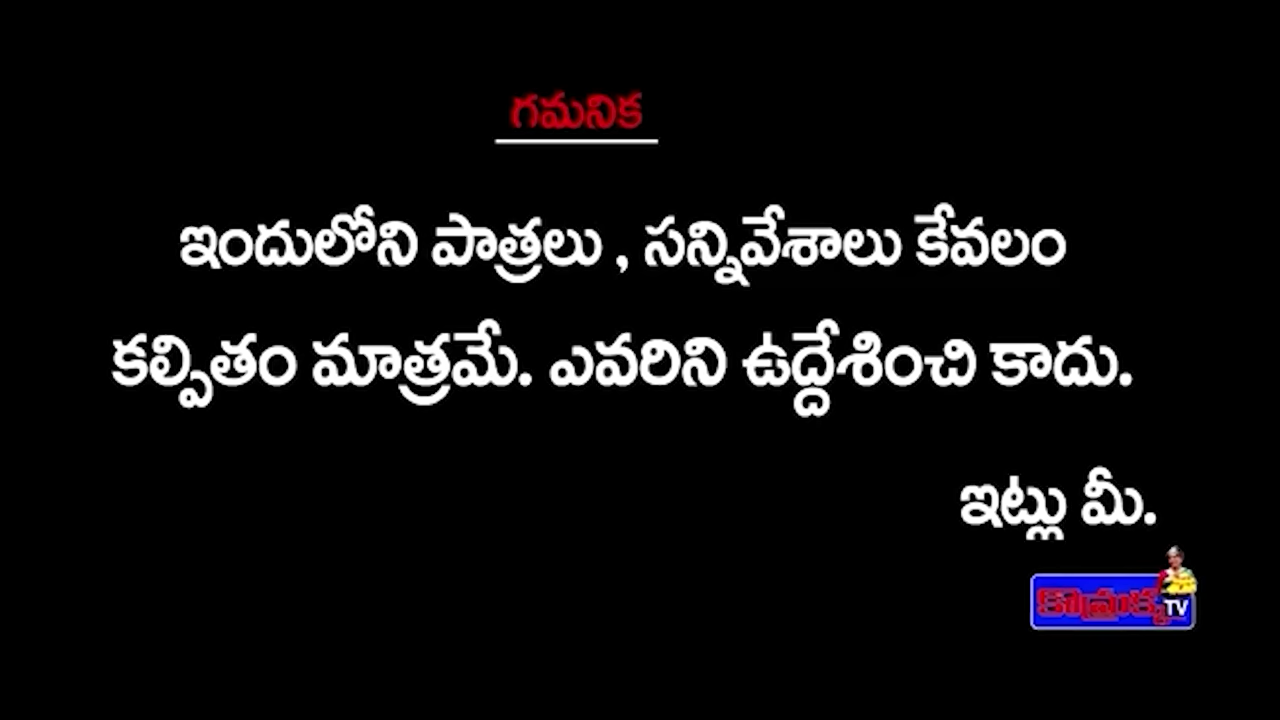 గమనిక
ఇందులోని పాత్రలు , సన్నివేశాలు కేవలం
కల్పితం మాత్రమే. ఎవరిని ఉద్దేశించి కాదు.
ఇట్లు మీ.
TV